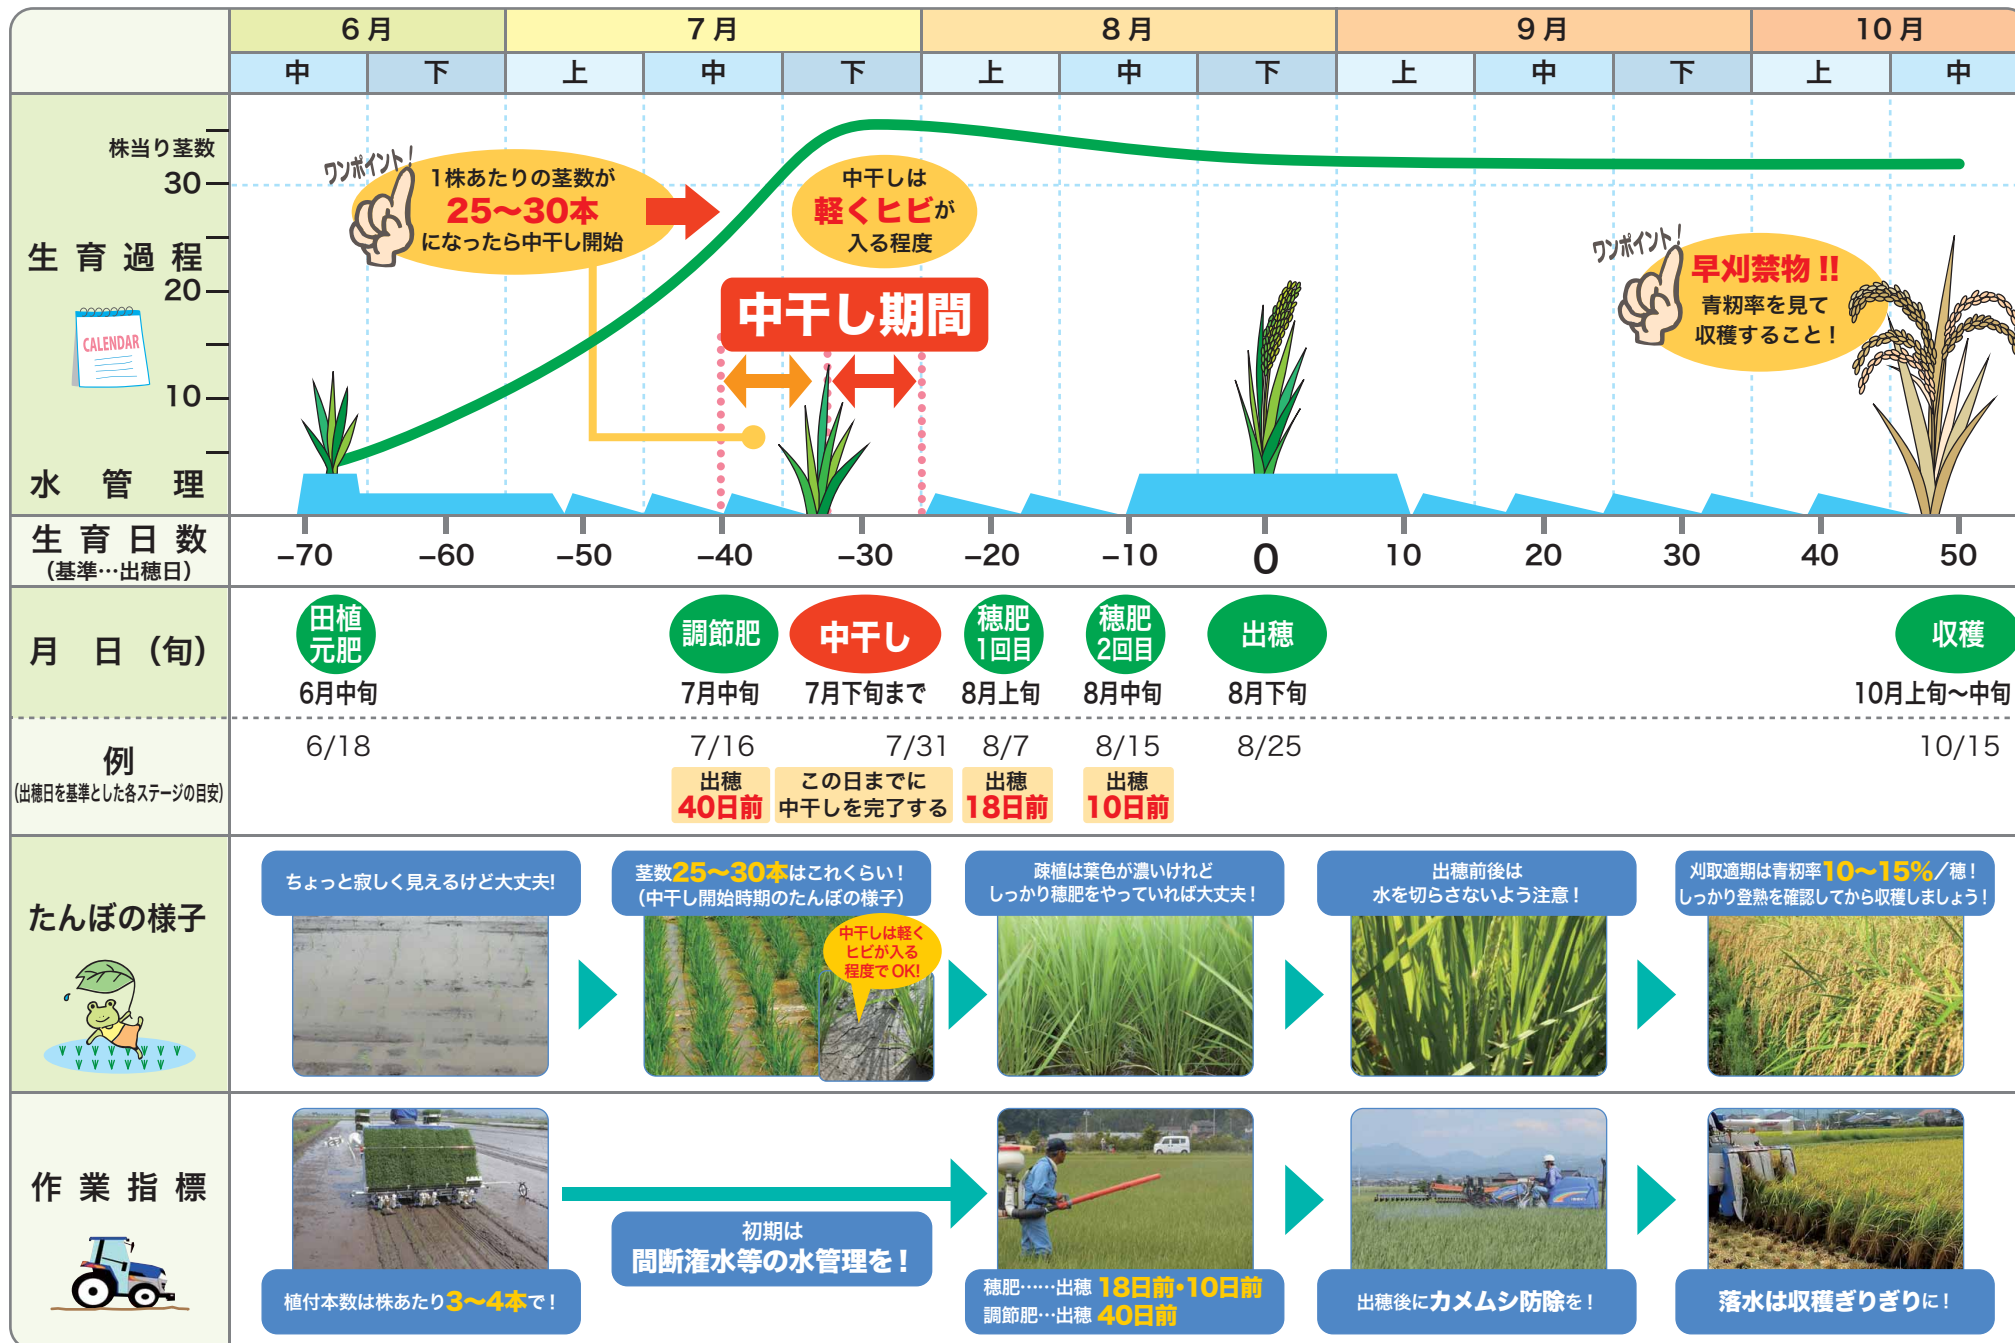 6月
7月
8月
9月
10月
中
下
上
中
下
上
中
下
上
中
下
上
中
株当り茎数
30
20
10
生育過程
CALENDAR
水管理
ワンポイント!
1株あたりの茎数が
25〜30本
になったら中干し開始
中干しは
軽くヒビが
入る程度
中干し期間
ワンポイント!
早刈禁物!!
青籾率を見て
収穫すること!
生育日数
(基準…出穂日)
−70
−60
−50
−40
−30
−20
−10
0
10
20
30
40
50
月日(旬)
田植
元肥
6月中旬
調節肥
7月中旬
中干し
7月下旬まで
穂肥
1回目
8月上旬
穂肥
2回目
8月中旬
出穂
8月下旬
収穫
10月上旬〜中旬
例
(出穂日を基準とした各ステージの目安)
6/18
7/16
出穂
40日前
7/31
この日までに
中干しを完了する
8/7
出穂
18日前
8/15
出穂
10日前
8/25
10/15
たんぼの様子
ちょっと寂しく見えるけど大丈夫!
茎数25〜30本はこれくらい!
(中干し開始時期のたんぼの様子)
中干しは軽く
ヒビが入る
程度でOK!
疎植は葉色が濃いけれど
しっかり穂肥をやっていれば大丈夫!
出穂前後は
水を切らさないよう注意!
刈取適期は青籾率10〜15%/穂!
しっかり登熟を確認してから収穫しましょう!
作業指標
植付本数は株あたり3〜4本で!
初期は
間断潅水等の水管理を!
穂肥……出穂 18日前・10日前
調節肥…出穂 40日前
出穂後にカメムシ防除を!
落水は収穫ぎりぎりに!